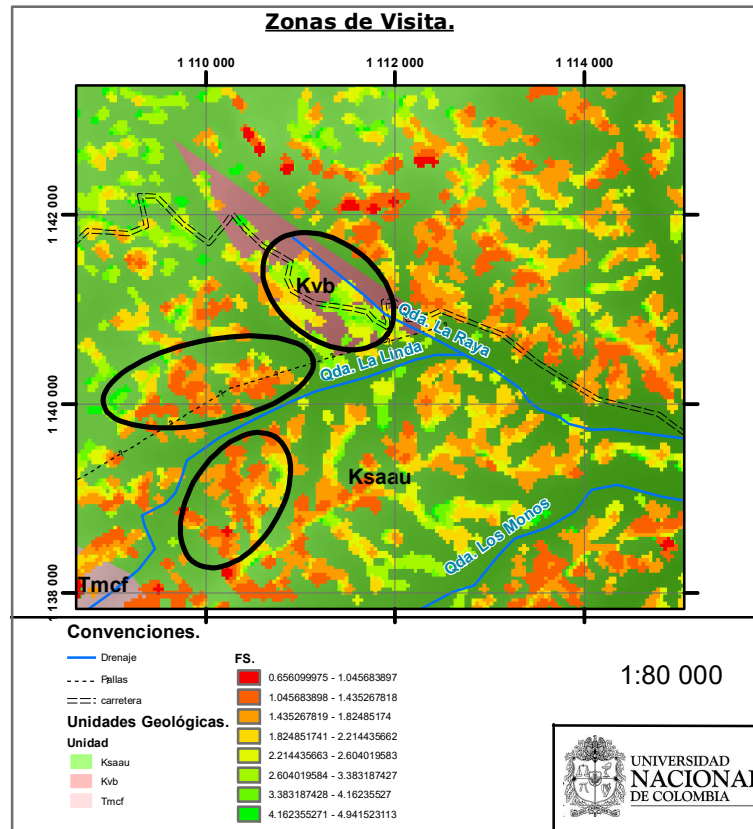 Zonas de Visita.
1 110 000
1 112 000
1 114 000
1 142 000
1 140 000
1 138 000
Kvb
Qda. La Raya
Qda. La Linda
Ksaau
Qda. Los Monos
Tmcf
Convenciones.
Drenaje
Fallas
carretera
Unidades Geológicas.
Unidad
Ksaau
Kvb
Tmcf
FS.
0.656099975 - 1.045683897
1.045683898 - 1.435267818
1.435267819 - 1.82485174
1.824851741 - 2.214435662
2.214435663 - 2.604019583
2.604019584 - 3.383187427
3.383187428 - 4.16235527
4.162355271 - 4.941523113
1:80 000
UNIVERSIDAD
NACIONAL
DE COLOMBIA